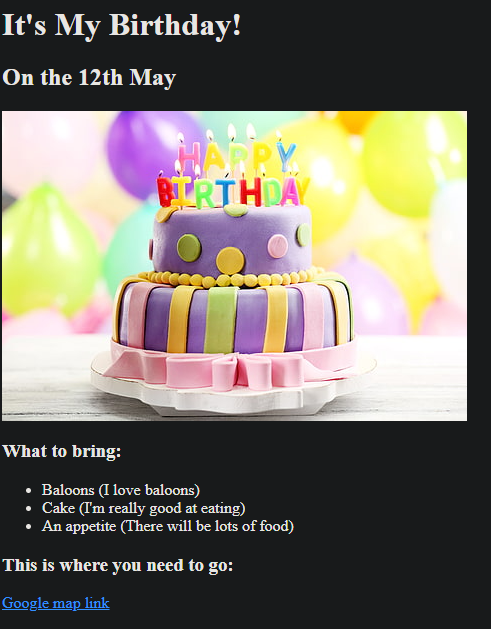 It's My Birthday!
On the 12th May
HAPPY
BIRTHDAY
What to bring:
Baloons (I love baloons)
Cake (I'm really good at eating)
An appetite (There will be lots of food)
This is where you need to go:
Google map link